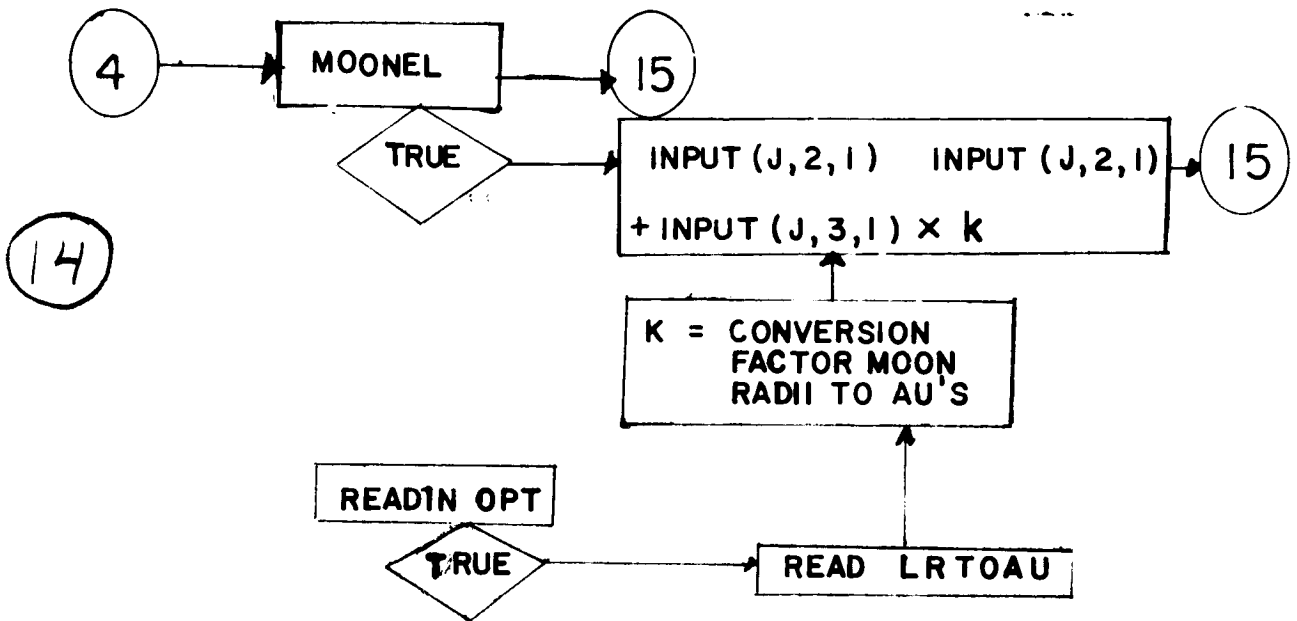 4
MOONEL
15
TRUE
INPUT (J,2,1) INPUT (J,2,1)
+ INPUT (J,3,1) × k
15
14
K = CONVERSION
FACTOR MOON
RADII TO AU'S
READIN OPT
TRUE
READ LRTOAU